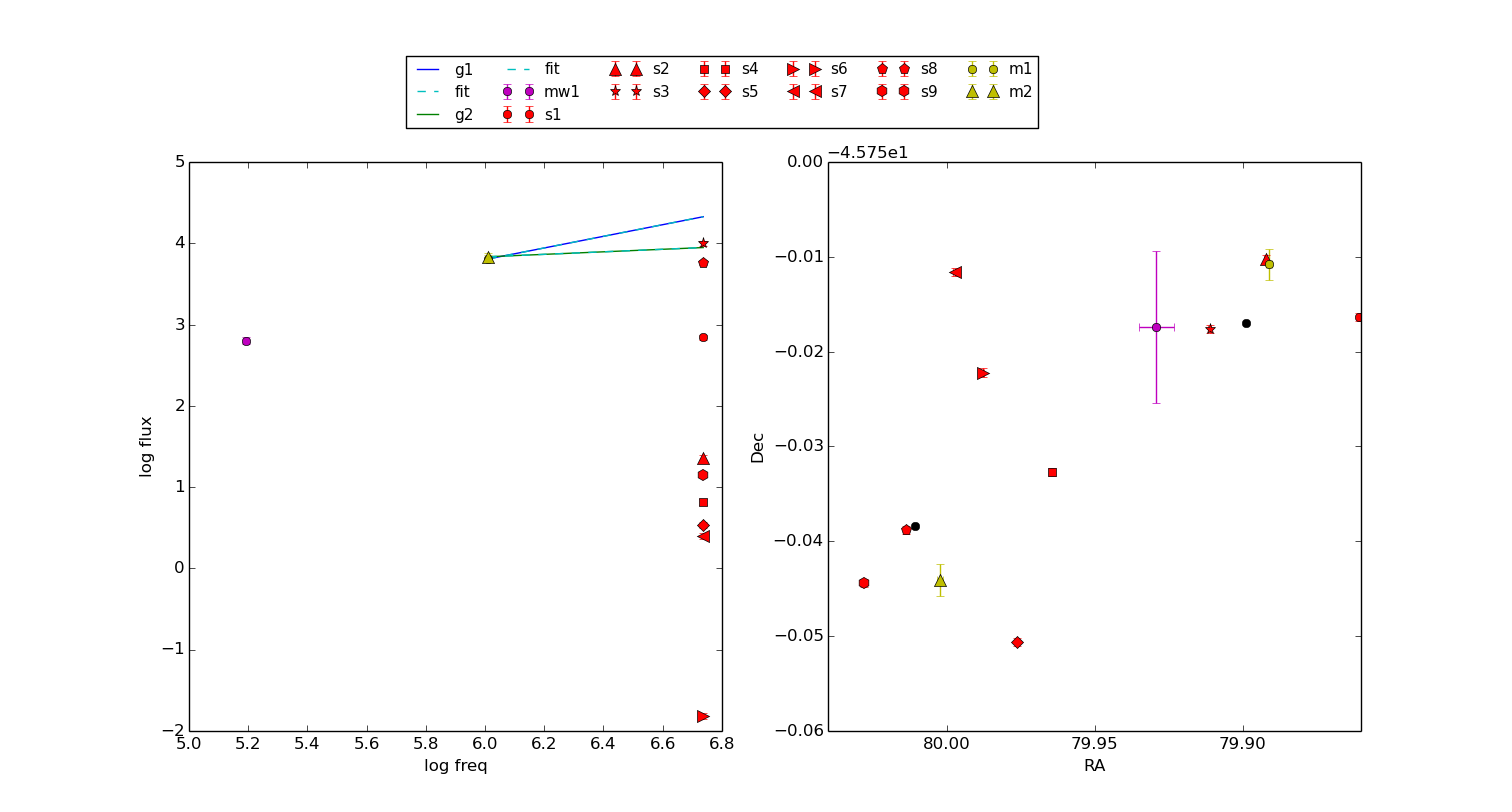 g1 fit s2 s4 s6 s8 m1
fit mw1 s3 s5 s7 s9 m2
g2 s1
5
4
3
2
1
0
−1
−2
log flux
5.0 5.2 5.4 5.6 5.8 6.0 6.2 6.4 6.6 6.8
log freq
−4.575e1
0.00
−0.01
−0.02
−0.03
−0.04
−0.05
−0.06
Dec
80.00 79.95 79.90
RA